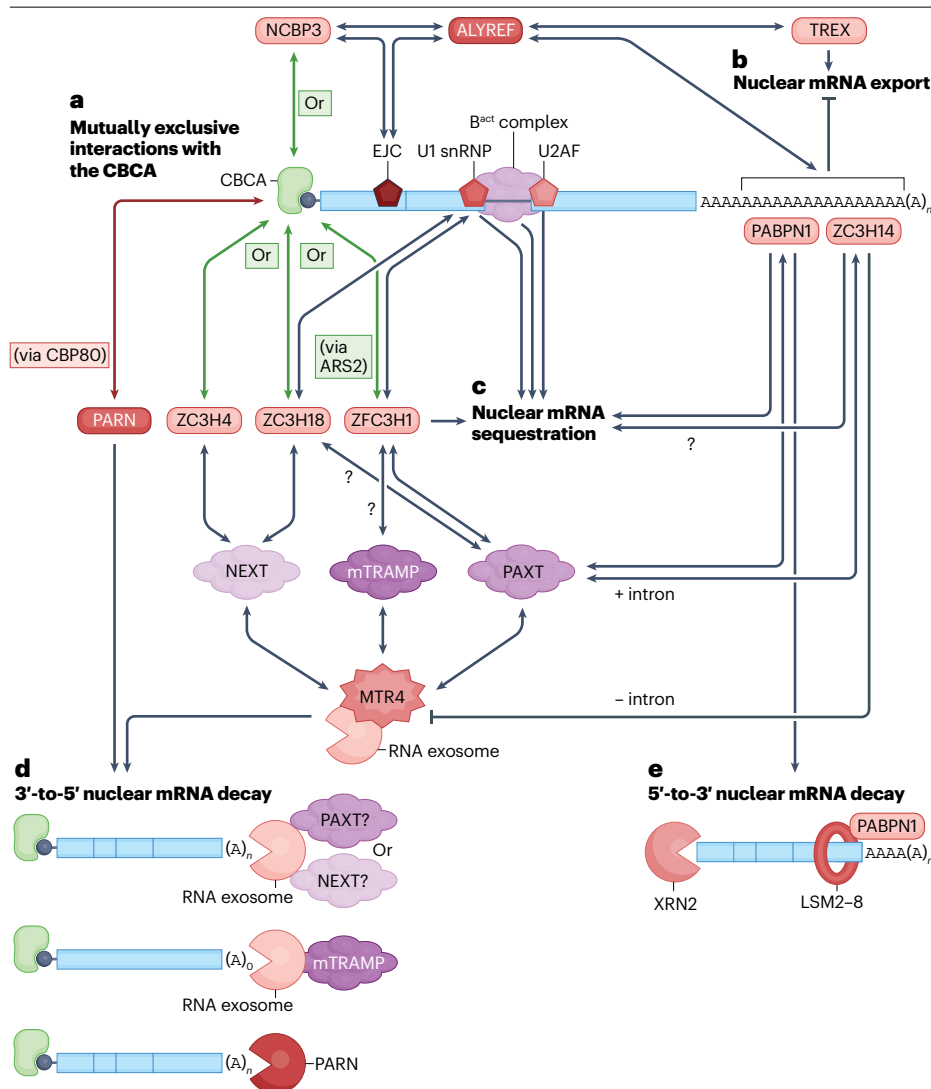 NCBP3
ALYREF
TREX
b
Nuclear mRNA export
Or
a
Mutually exclusive
interactions with
the CBCA
Bact complex
EJC
U1 snRNP
U2AF
CBCA
AAAAAAAAAAAAAAAAAAA(A)n
PABPN1
ZC3H14
Or
Or
(via CBP80)
(via
ARS2)
c
Nuclear mRNA
sequestration
PARN
ZC3H4
ZC3H18
ZFC3H1
?
?
?
NEXT
mTRAMP
PAXT
+ intron
MTR4
– intron
RNA exosome
d
3′-to-5′ nuclear mRNA decay
PAXT?
(A)n
Or
NEXT?
RNA exosome
(A)0
mTRAMP
RNA exosome
(A)n
PARN
e
5′-to-3′ nuclear mRNA decay
PABPN1
AAAA(A)n
XRN2
LSM2–8